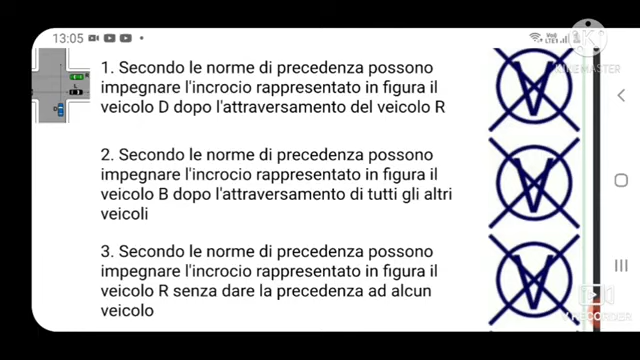 13:05
1. Secondo le norme di precedenza possono
impegnare l'incrocio rappresentato in figura il
veicolo D dopo l'attraversamento del veicolo R
2. Secondo le norme di precedenza possono
impegnare l'incrocio rappresentato in figura il
veicolo B dopo l'attraversamento di tutti gli altri
veicoli
3. Secondo le norme di precedenza possono
impegnare l'incrocio rappresentato in figura il
veicolo R senza dare la precedenza ad alcun
veicolo
V
V
V
R
L
D